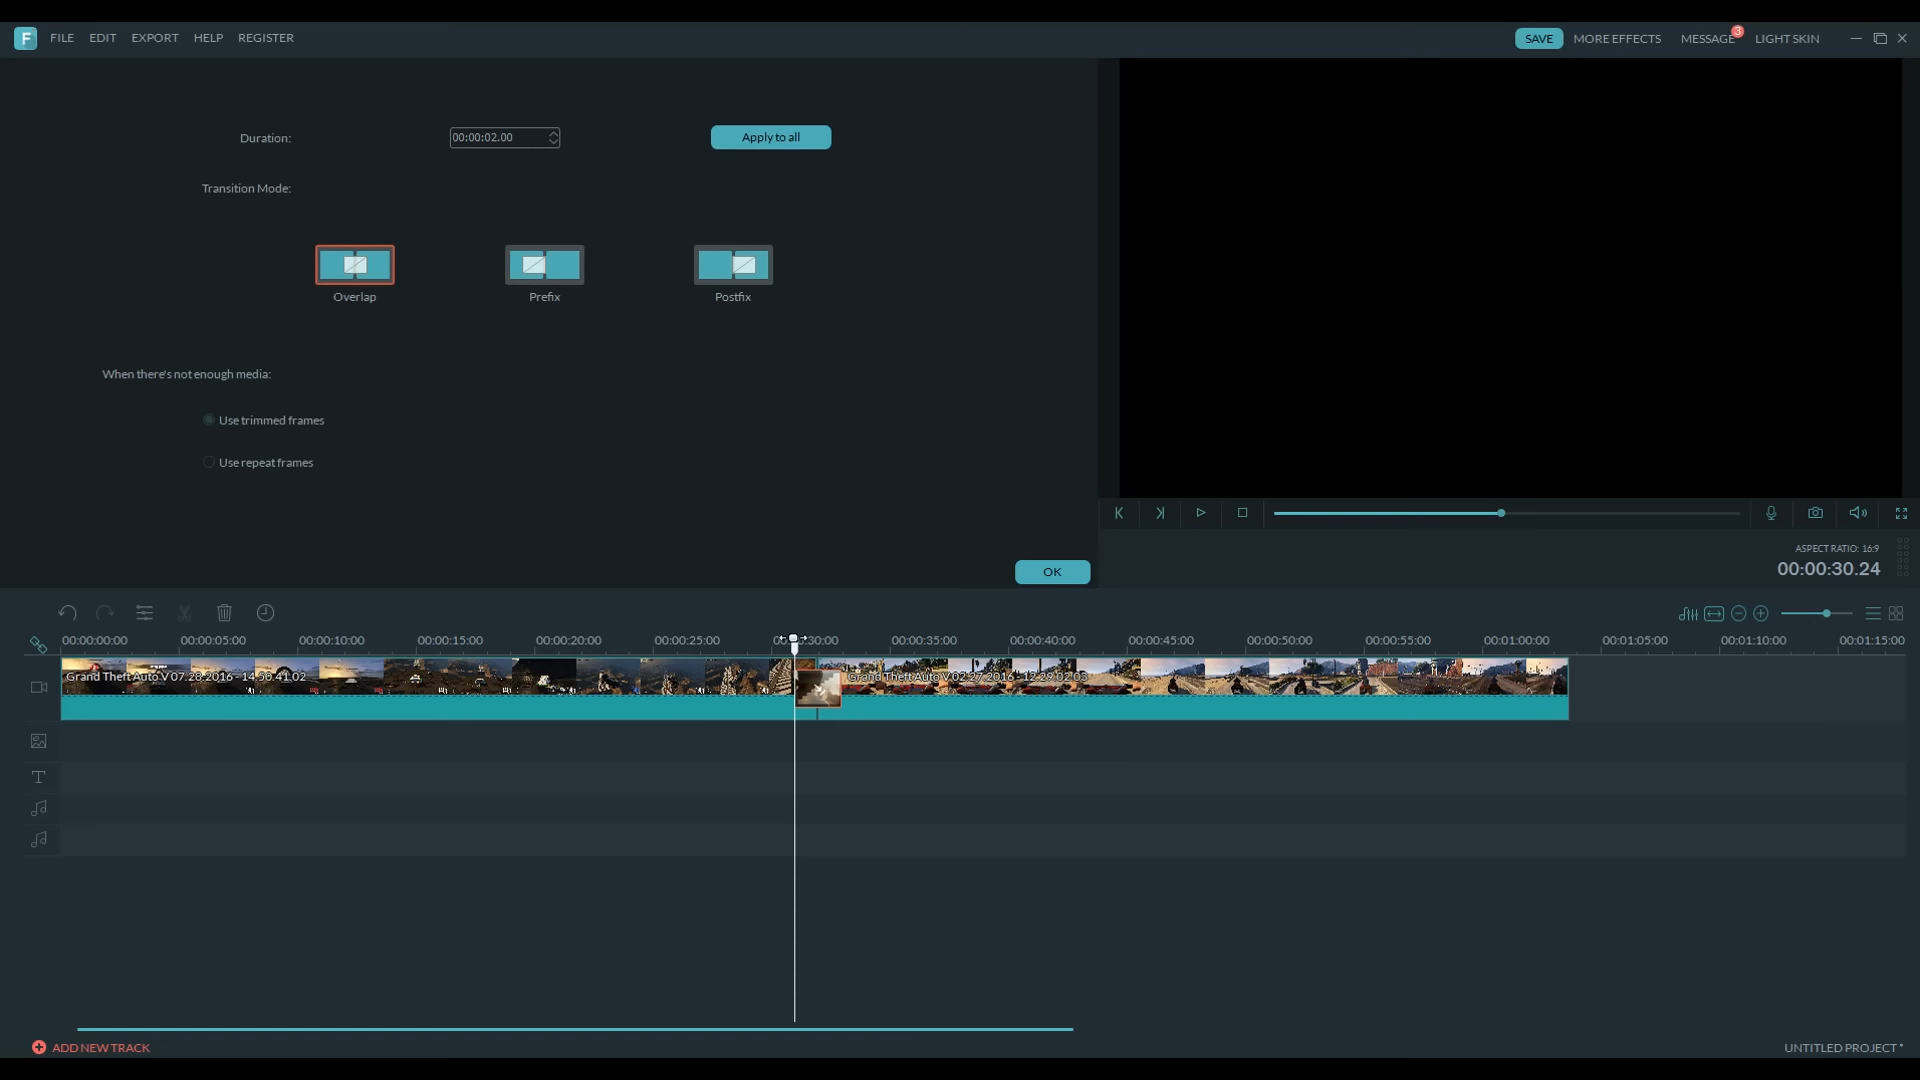 F FILE EDIT EXPORT HELP REGISTER SAVE MORE EFFECTS MESSAGE 3 LIGHT SKIN
Duration: 00:00:02.00 Apply to all
Transition Mode:
Overlap Prefix Postfix
When there's not enough media:
Use trimmed frames
Use repeat frames
OK
ASPECT RATIO: 16:9
00:00:30.24
00:00:00:00 00:00:05:00 00:00:10:00 00:00:15:00 00:00:20:00 00:00:25:00 00:00:30:00 00:00:35:00 00:00:40:00 00:00:45:00 00:00:50:00 00:00:55:00 00:01:00:00 00:01:05:00 00:01:10:00 00:01:15:00
Grand Theft Auto V 07.28.2016 - 14.50.41.02 Grand Theft Auto V 02.27.2016 - 12.29.02.03
T
ADD NEW TRACK UNTITLED PROJECT *